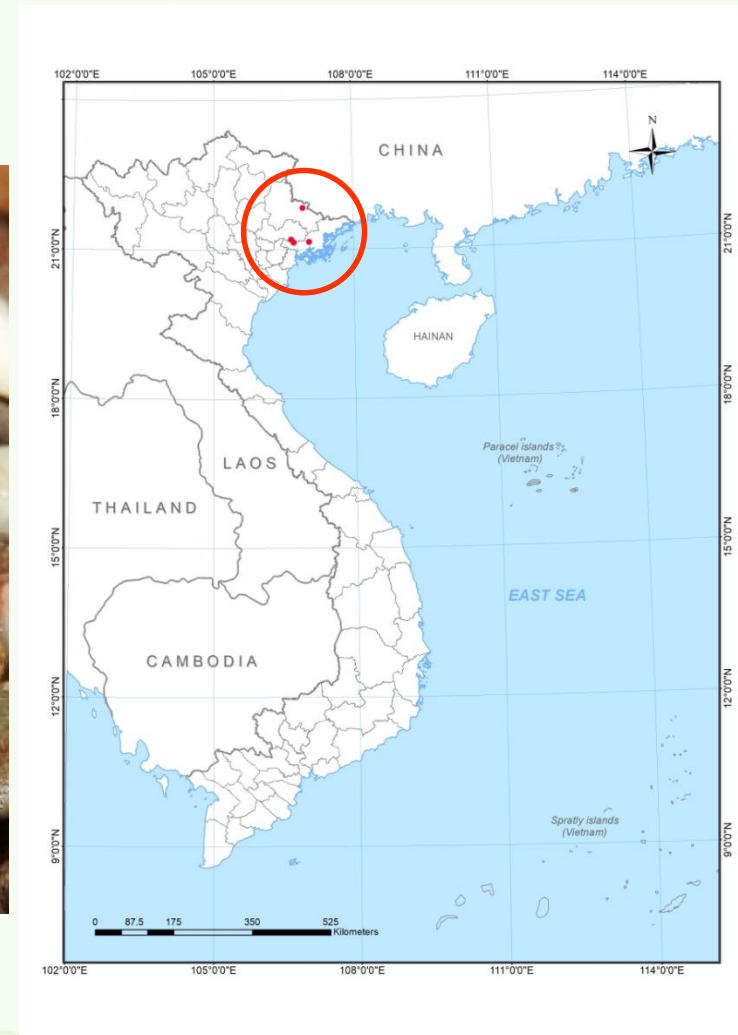 102°0'0"E 105°0'0"E 108°0'0"E 111°0'0"E 114°0'0"E
N
CHINA
21°0'0"N 21°0'0"N
HAINAN
18°0'0"N 18°0'0"N
Paracel islands
(Vietnam)
LAOS
THAILAND
15°0'0"N 15°0'0"N
EAST SEA
CAMBODIA
12°0'0"N 12°0'0"N
Spratly islands
(Vietnam)
9°0'0"N 9°0'0"N
0 87.5 175 350 525
Kilometers
102°0'0"E 105°0'0"E 108°0'0"E 111°0'0"E 114°0'0"E